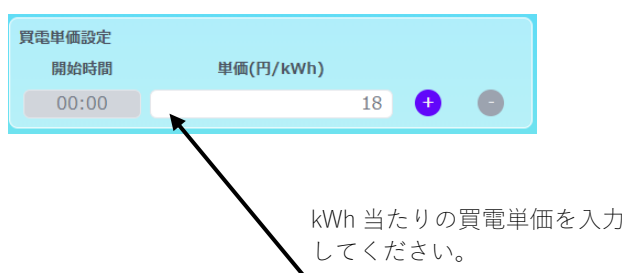 買電単価設定
開始時間 単価(円/kWh)
00:00 18 + -
kWh 当たりの買電単価を入力
してください。